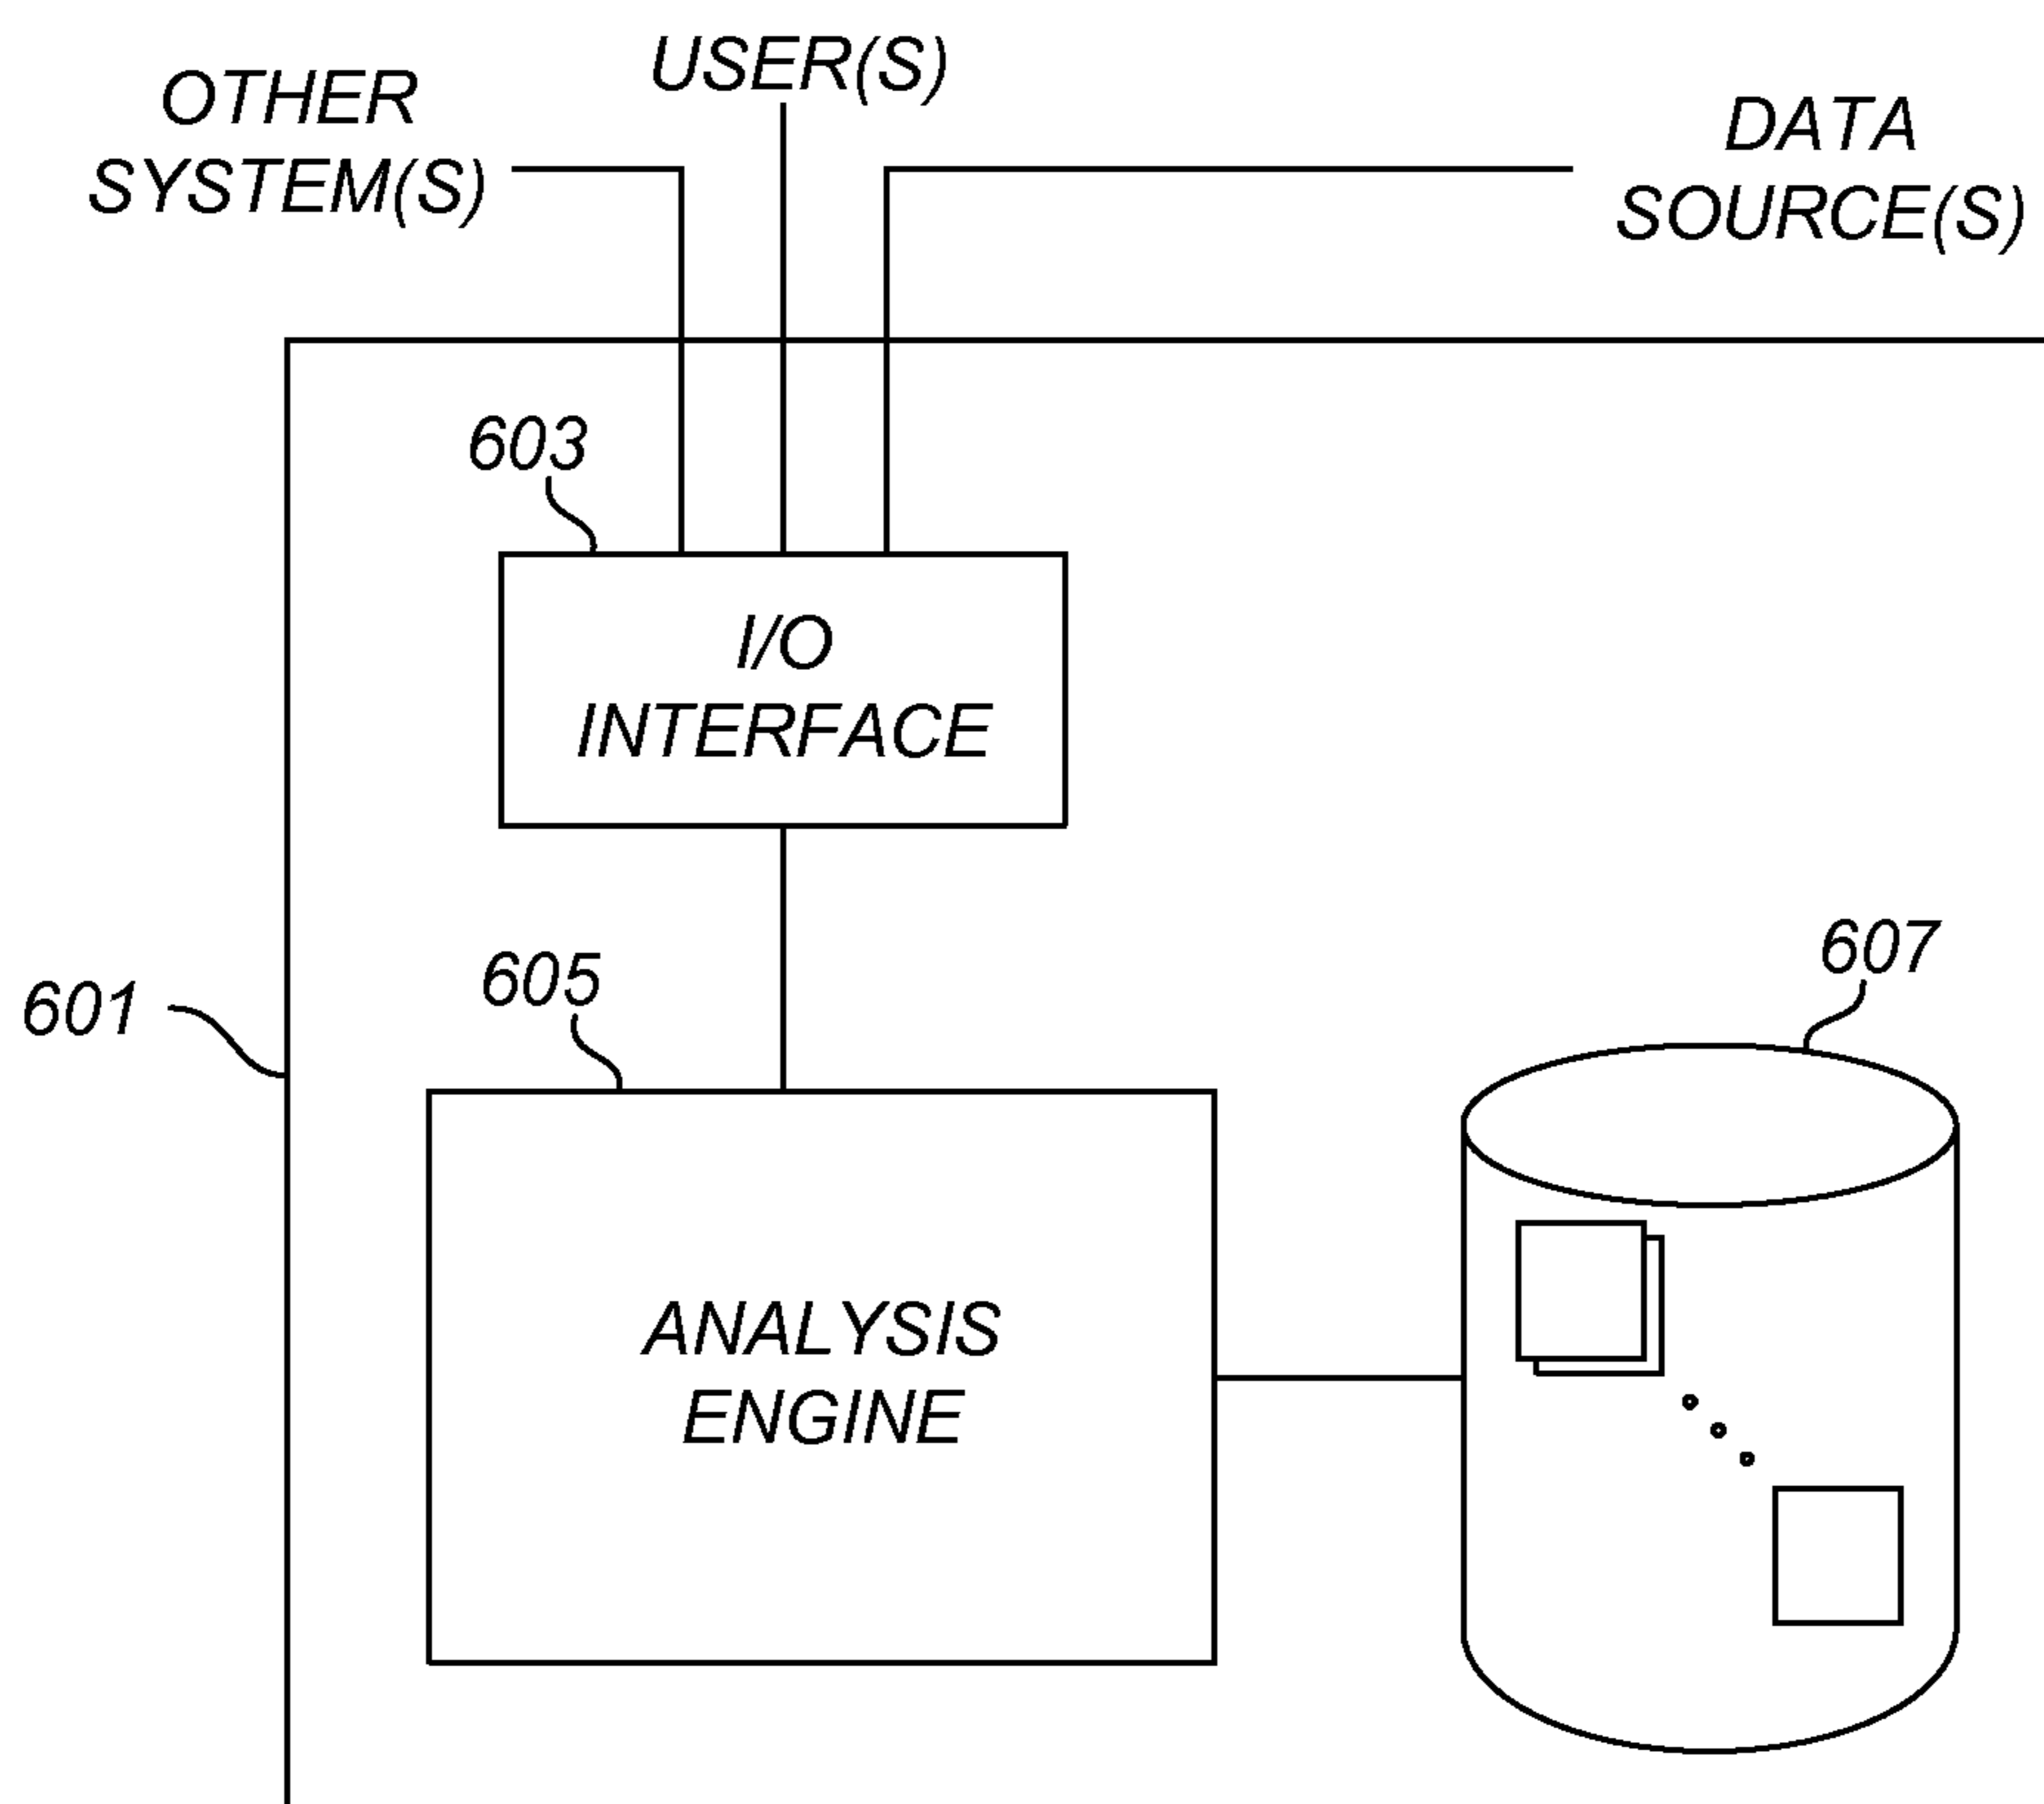 USER(S)
OTHER
SYSTEM(S)
DATA
SOURCE(S)
603
I/O
INTERFACE
607
605
601
ANALYSIS
ENGINE